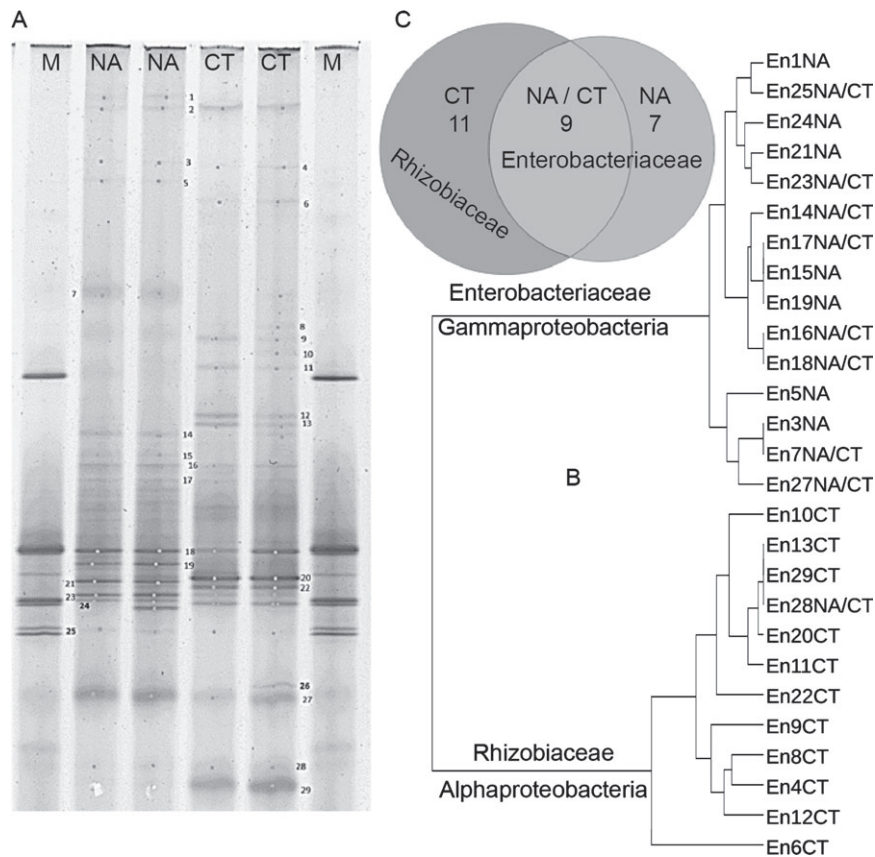 A
M NA NA CT CT M
1
2
3
4
5
6
7
8
9
10
11
12
13
14
15
16
17
18
19
20
21
22
23
24
25
26
27
28
29
C
CT
11
NA / CT
9
NA
7
Rhizobiaceae
Enterobacteriaceae
B
Enterobacteriaceae
Gammaproteobacteria
Rhizobiaceae
Alphaproteobacteria
En1NA
En25NA/CT
En24NA
En21NA
En23NA/CT
En14NA/CT
En17NA/CT
En15NA
En19NA
En16NA/CT
En18NA/CT
En5NA
En3NA
En7NA/CT
En27NA/CT
En10CT
En13CT
En29CT
En28NA/CT
En20CT
En11CT
En22CT
En9CT
En8CT
En4CT
En12CT
En6CT